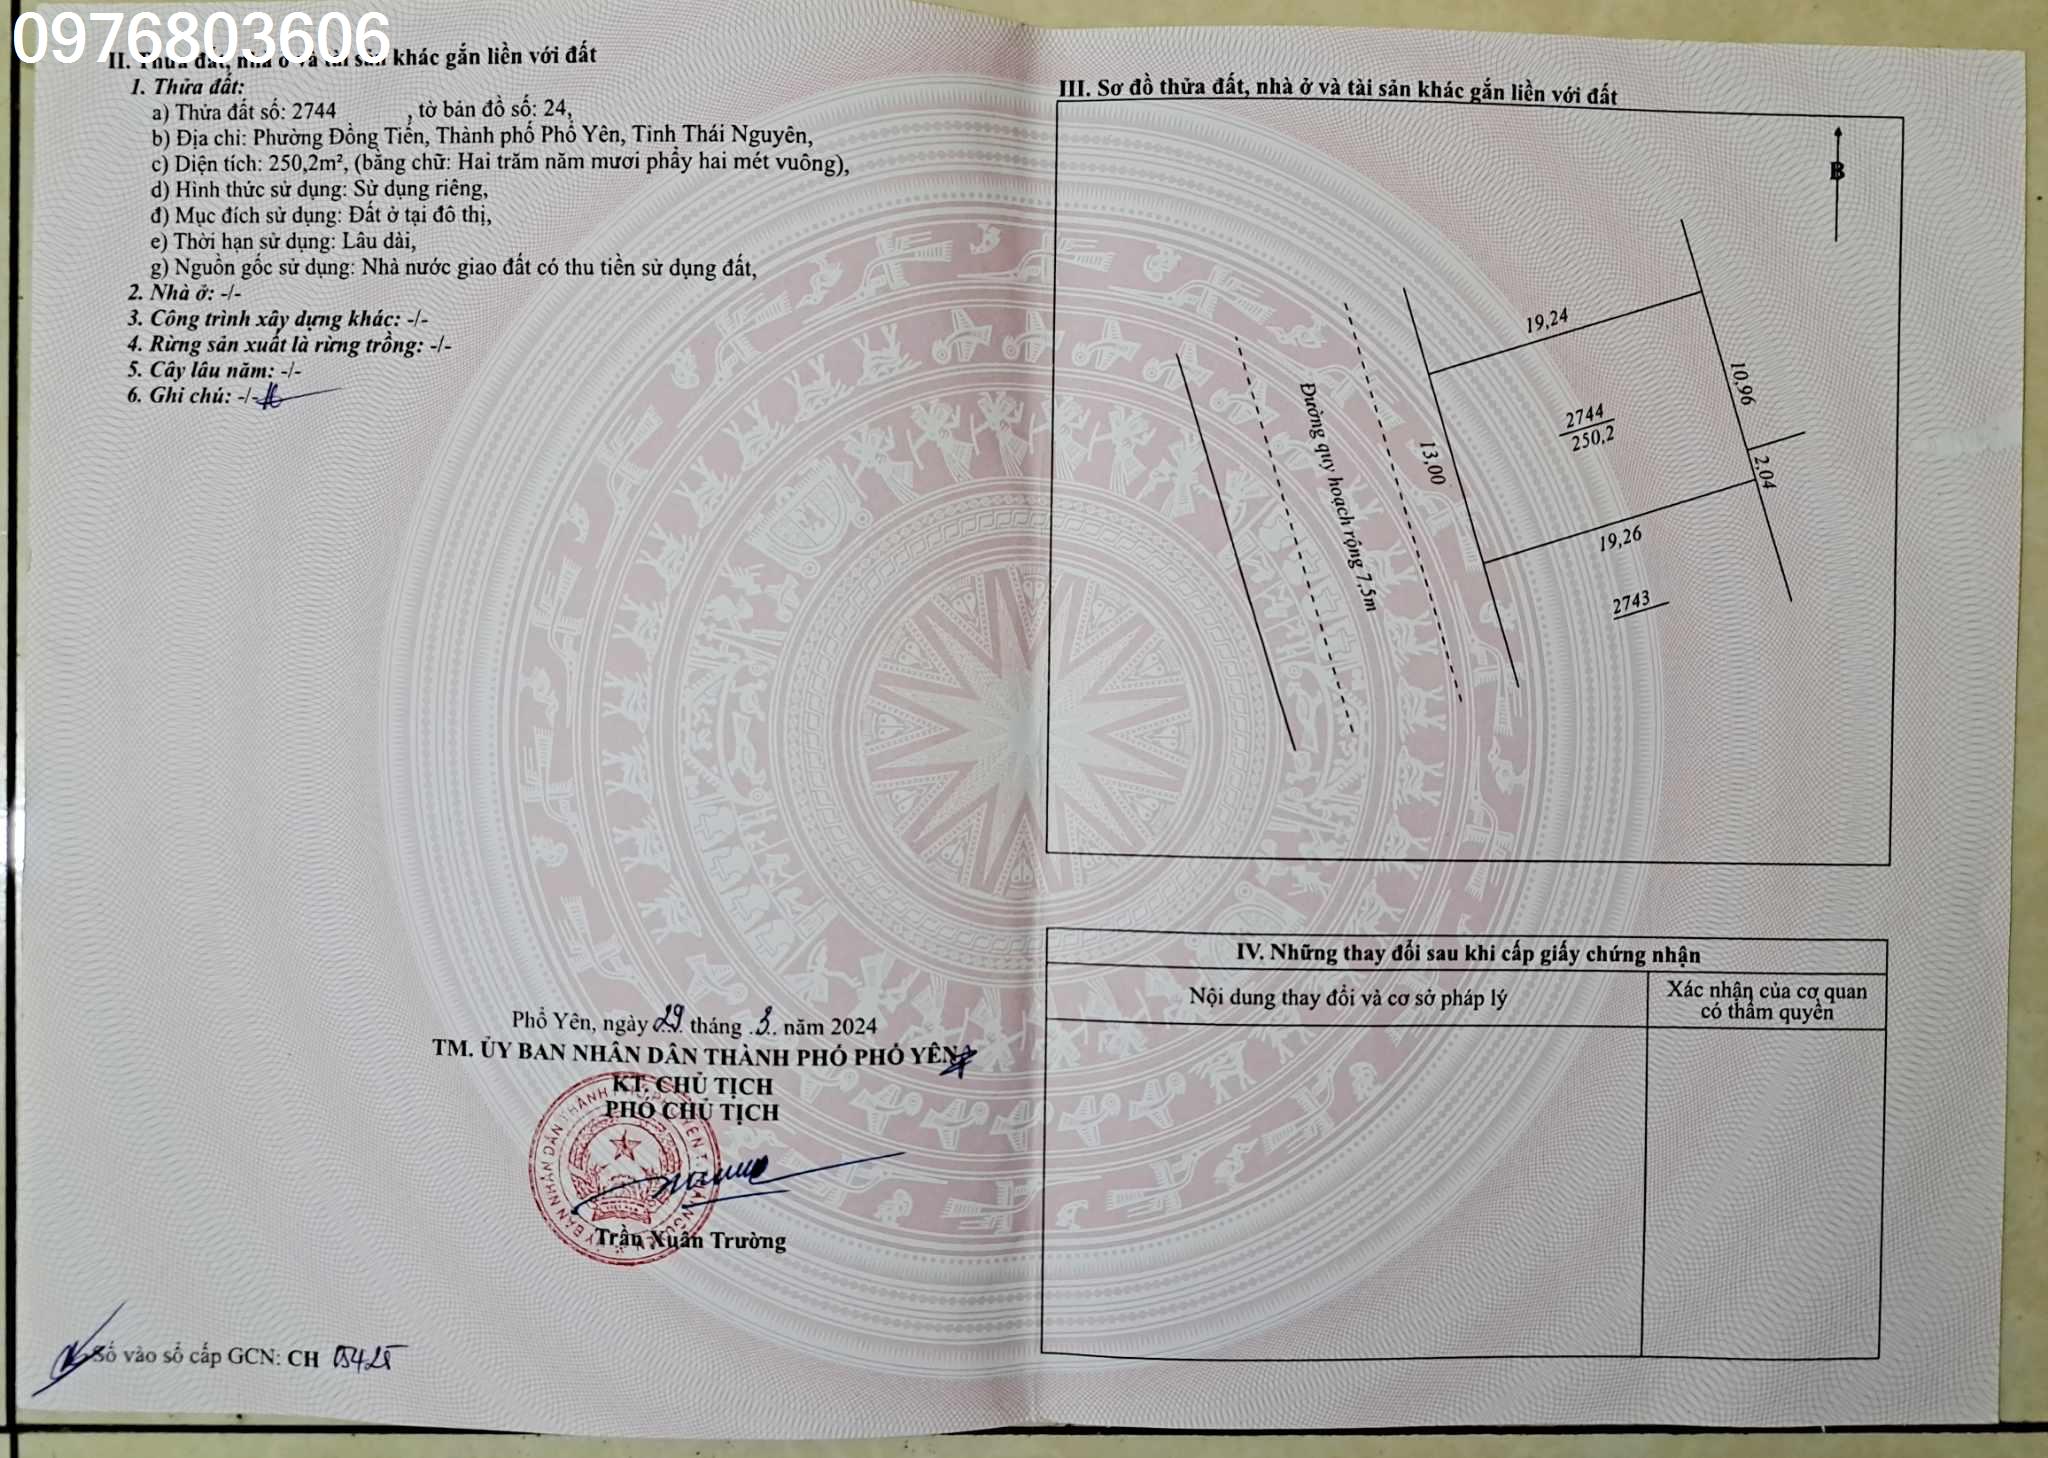 0976803606
II. Thửa đất, nhà ở và tài sản khác gắn liền với đất
1. Thửa đất:
a) Thửa đất số: 2744 , tờ bản đồ số: 24,
b) Địa chỉ: Phường Đồng Tiến, Thành phố Phổ Yên, Tỉnh Thái Nguyên,
c) Diện tích: 250,2m², (bằng chữ: Hai trăm năm mươi phẩy hai mét vuông),
d) Hình thức sử dụng: Sử dụng riêng,
đ) Mục đích sử dụng: Đất ở tại đô thị,
e) Thời hạn sử dụng: Lâu dài,
g) Nguồn gốc sử dụng: Nhà nước giao đất có thu tiền sử dụng đất,
2. Nhà ở: -/-
3. Công trình xây dựng khác: -/-
4. Rừng sản xuất là rừng trồng: -/-
5. Cây lâu năm: -/-
6. Ghi chú: -/-
Phổ Yên, ngày 29 tháng 3 năm 2024
TM. ỦY BAN NHÂN DÂN THÀNH PHỐ PHỔ YÊN
KT. CHỦ TỊCH
PHÓ CHỦ TỊCH
Trần Xuân Trường
Số vào sổ cấp GCN: CH 05425
III. Sơ đồ thửa đất, nhà ở và tài sản khác gắn liền với đất
B
19,24
10,96
2744
250,2
13,00
2,04
Đường quy hoạch rộng 7,5m
19,26
2743
IV. Những thay đổi sau khi cấp giấy chứng nhận
Nội dung thay đổi và cơ sở pháp lý
Xác nhận của cơ quan
có thẩm quyền